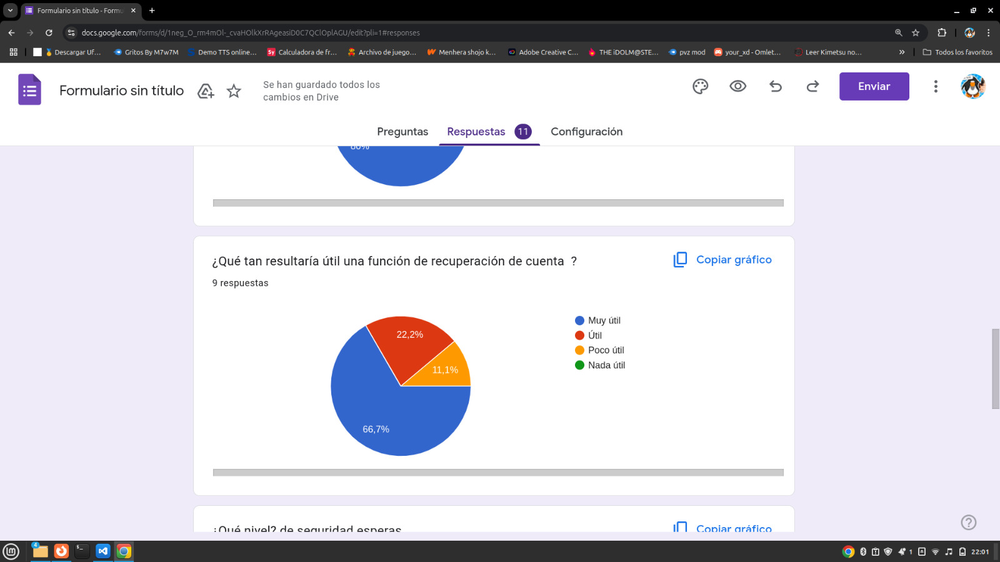 Formulario sin título - Formu
docs.google.com/forms/d/1neg_O_rm4mOl-_cvaHOlkXrRAgeasiD0C7QClOplAGU/edit?pli=1#responses
Descargar Uf...
Gritos By M7w7M
Demo TTS online...
Sy
Calculadora de fr...
Archivo de juego...
Menhera shojo k...
Adobe Creative C...
THE iDOLM@STE...
pvz mod
your_xd - Omlet...
Leer Kimetsu no...
»
Todos los favoritos
Formulario sin título
Se han guardado todos los
cambios en Drive
Enviar
Preguntas
Respuestas
11
Configuración
80%
¿Qué tan resultaría útil una función de recuperación de cuenta  ?
Copiar gráfico
9 respuestas
22,2%
11,1%
66,7%
Muy útil
Útil
Poco útil
Nada útil
¿Qué nivel? de seguridad esperas
Copiar gráfico
4
1
22:01